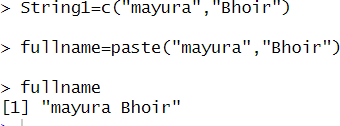 > String1=c("mayura","Bhoir")
> fullname=paste("mayura","Bhoir")
> fullname
[1] "mayura Bhoir"
>